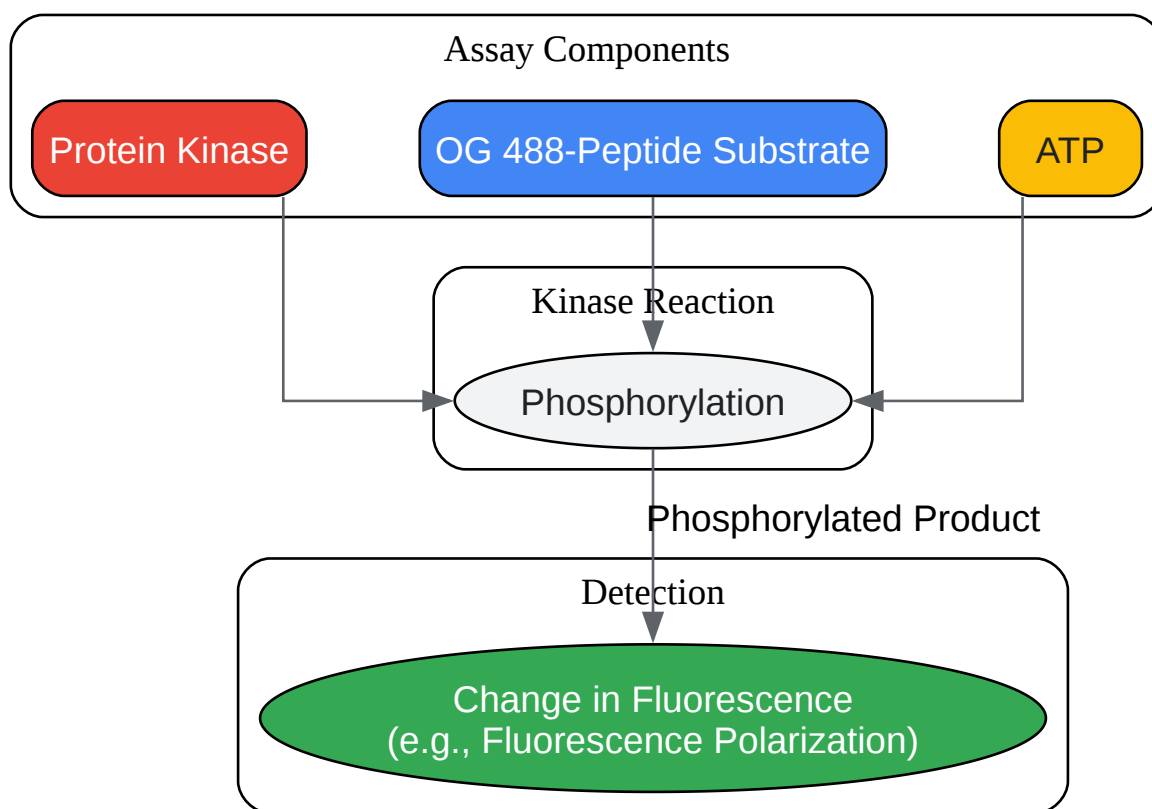 Assay Components
Protein Kinase
OG 488-Peptide Substrate
ATP
Kinase Reaction
Phosphorylation
Phosphorylated Product
Detection
Change in Fluorescence
(e.g., Fluorescence Polarization)